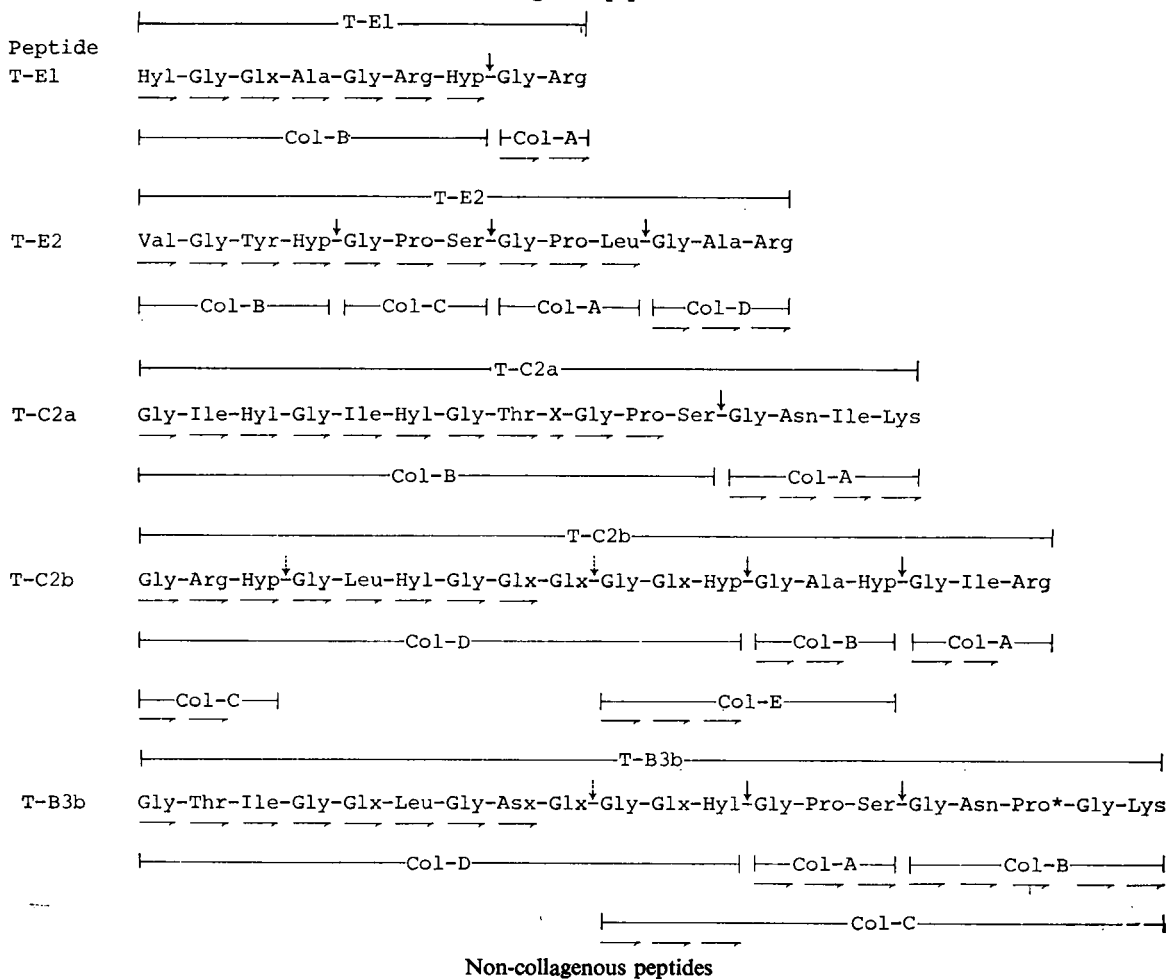 T-E1
Peptide
T-E1 Hyl-Gly-Glx-Ala-Gly-Arg-Hyp-Gly-Arg
Col-B Col-A
T-E2
T-E2 Val-Gly-Tyr-Hyp-Gly-Pro-Ser-Gly-Pro-Leu-Gly-Ala-Arg
Col-B Col-C Col-A Col-D
T-C2a
T-C2a Gly-Ile-Hyl-Gly-Ile-Hyl-Gly-Thr-X-Gly-Pro-Ser-Gly-Asn-Ile-Lys
Col-B Col-A
T-C2b
T-C2b Gly-Arg-Hyp-Gly-Leu-Hyl-Gly-Glx-Glx-Gly-Glx-Hyp-Gly-Ala-Hyp-Gly-Ile-Arg
Col-D Col-B Col-A
Col-C Col-E
T-B3b
T-B3b Gly-Thr-Ile-Gly-Glx-Leu-Gly-Asx-Glx-Gly-Glx-Hyl-Gly-Pro-Ser-Gly-Asn-Pro*-Gly-Lys
Col-D Col-A Col-B
Col-C
Non-collagenous peptides